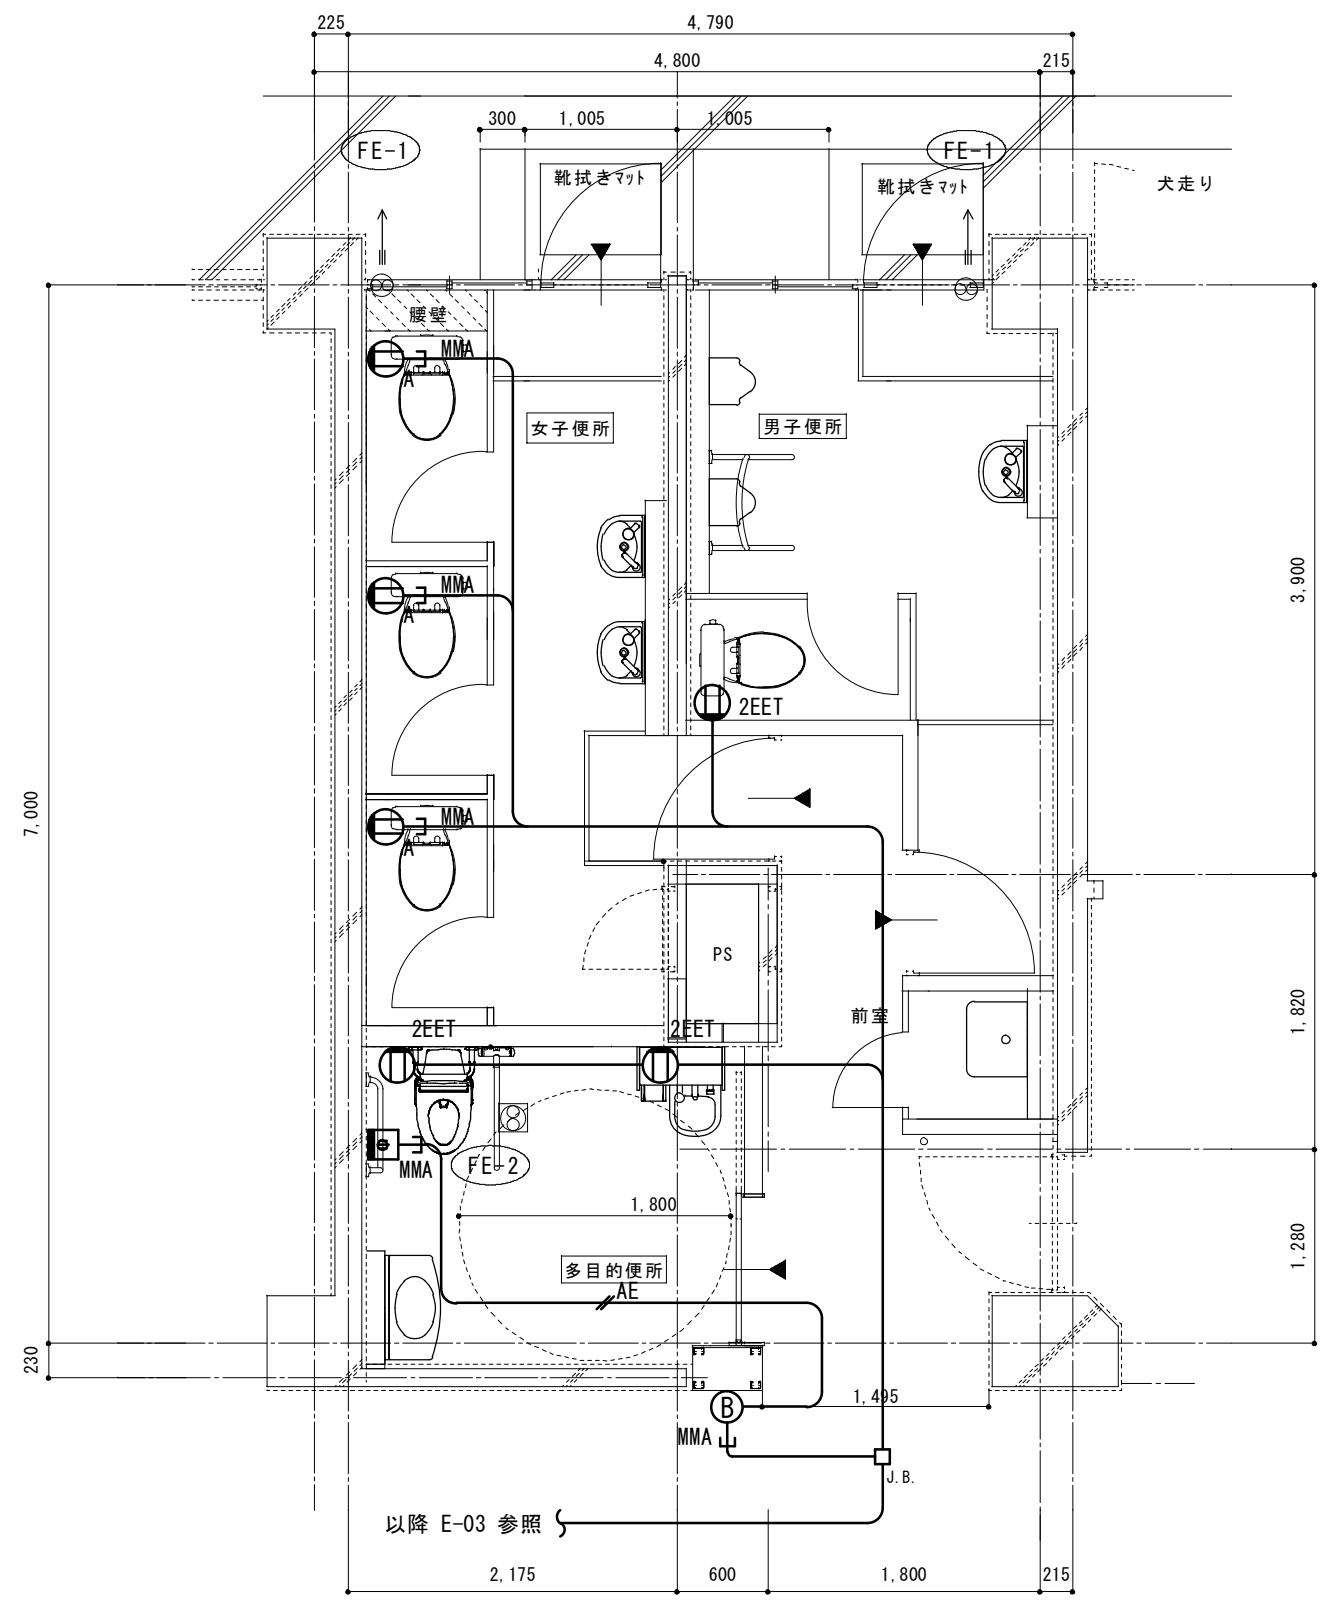 225
4,790
4,800
215
300
1,005
1,005
FE-1
FE-1
靴拭きマット
靴拭きマット
犬走り
腰壁
MMA
A
女子便所
男子便所
3,900
MMA
A
2EET
7,000
MMA
A
PS
前室
1,820
2EET
2EET
MMA
FE-2
1,800
1,280
多目的便所
AE
230
1,495
B
MMA
J.B.
以降 E-03 参照
2,175
600
1,800
215